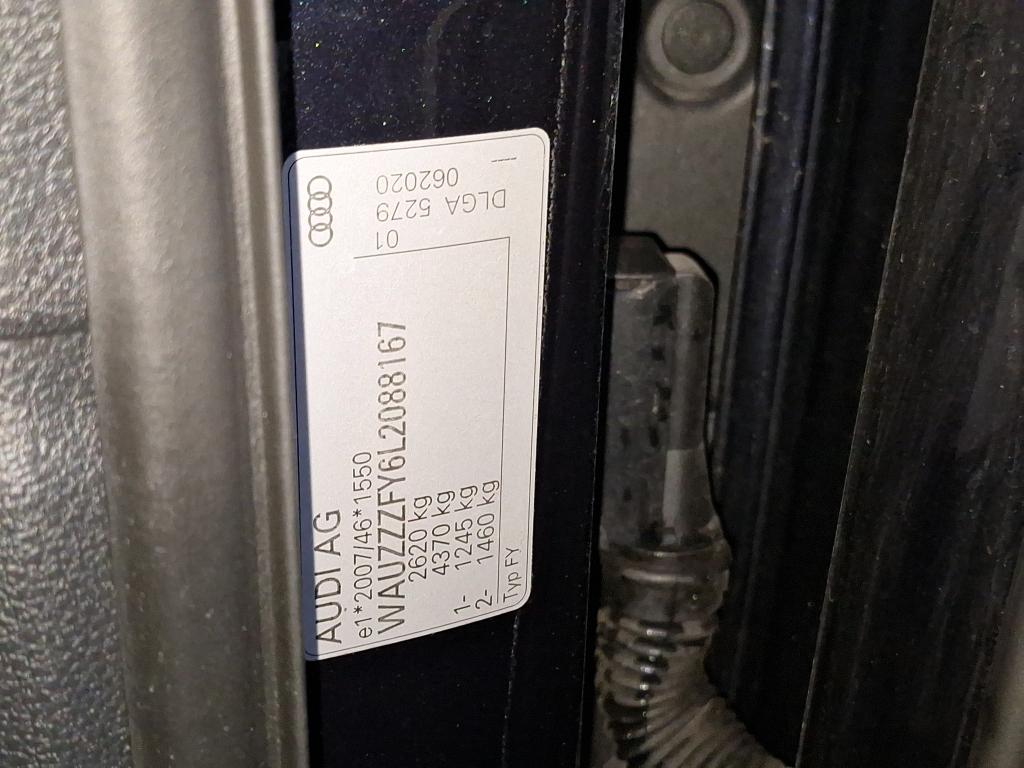 AUDI AG
e1*2007/46*1550
WAUZZZFY6L2088167
2620 kg
4370 kg
1- 1245 kg
2- 1460 kg
Typ FY
01
DLGA 5279
062020
---